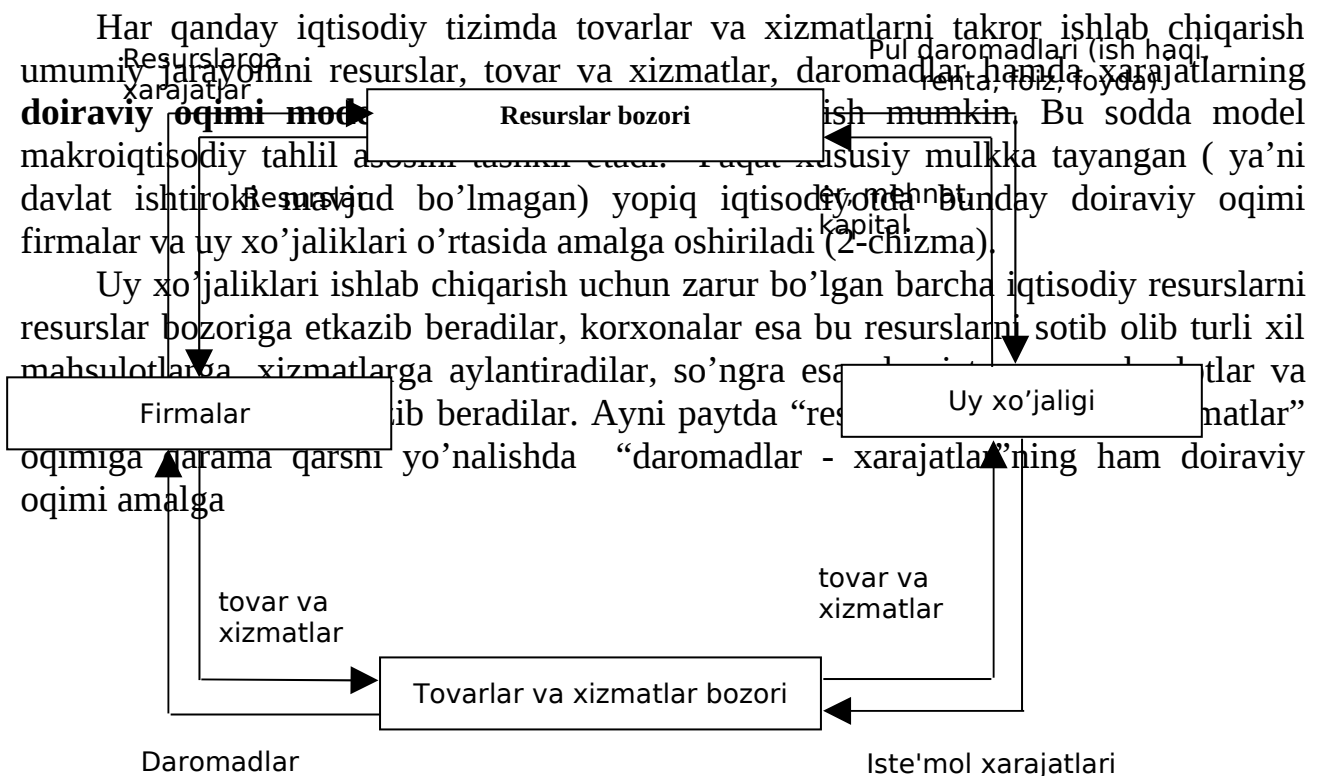 Har qanday iqtisodiy tizimda tovarlar va xizmatlarni takror ishlab chiqarish
umumiy jarayonini resurslar, tovar va xizmatlar, daromadlar hamda xarajatlarning
doiraviy oqimi mumkin. Bu sodda model
makroiqtisodiy tahlil asosini tashkil etadi. Faqat xususiy mulkka tayangan ( ya’ni
davlat ishtiroki mavjud bo’lmagan) yopiq iqtisodiyotda bunday doiraviy oqimi
firmalar va uy xo’jaliklari o’rtasida amalga oshiriladi (2-chizma).
Uy xo’jaliklari ishlab chiqarish uchun zarur bo’lgan barcha iqtisodiy resurslarni
resurslar bozoriga etkazib beradilar, korxonalar esa bu resurslarni sotib olib turli xil
mahsulotlarga, xizmatlarga aylantiradilar, so’ngra esa va
beradilar. Ayni paytda
oqimiga qarama qarshi yo’nalishda “daromadlar - xarajatlar”ning ham doiraviy
oqimi amalga
Resurslarga
xarajatlar
Pul daromadlari (ish haqi,
renta, foiz, foyda)
Resurslar bozori
Resurslar
er, mehnat,
kapital
Firmalar
Uy xo’jaligi
tovar va
xizmatlar
tovar va
xizmatlar
Tovarlar va xizmatlar bozori
Daromadlar
Iste'mol xarajatlari